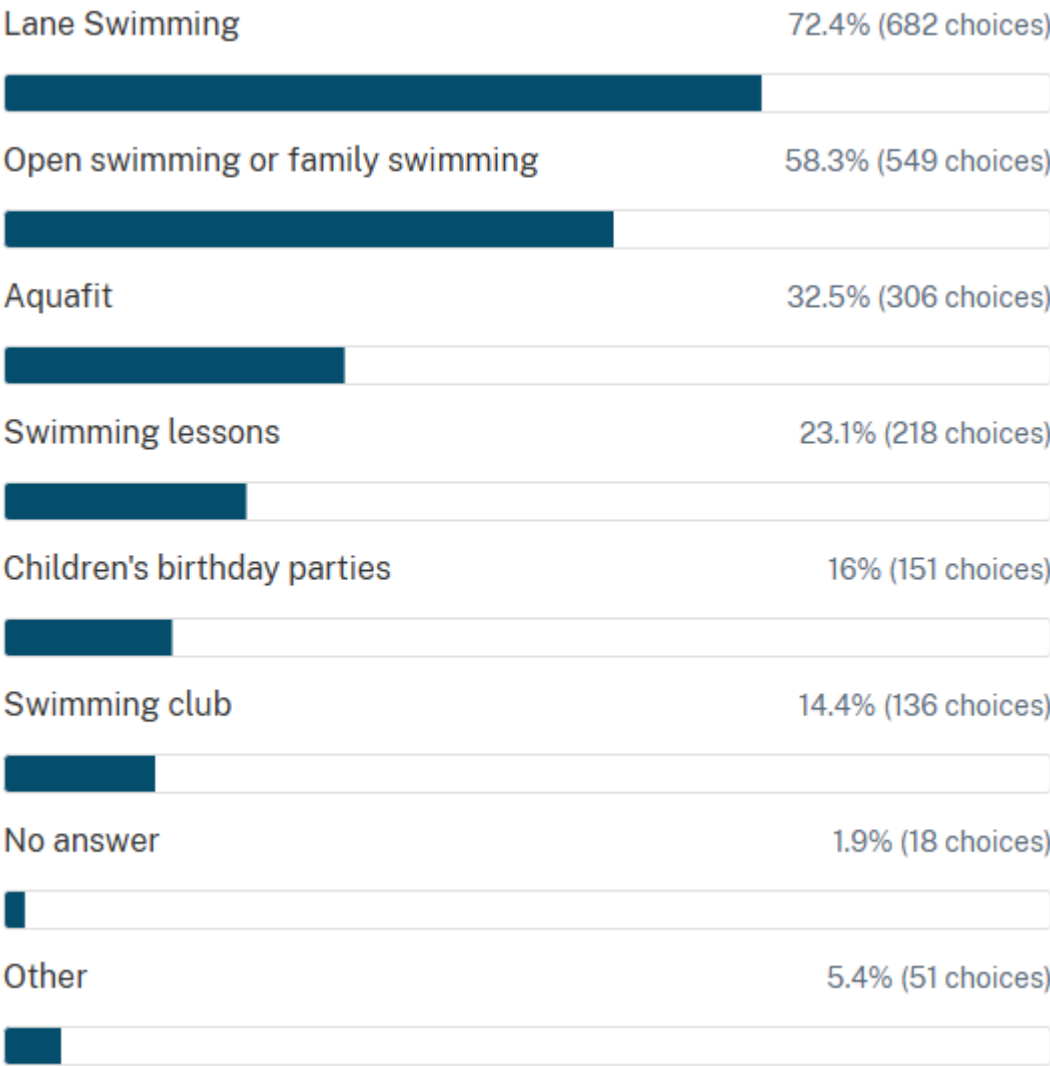 Lane Swimming 72.4% (682 choices)
Open swimming or family swimming 58.3% (549 choices)
Aquafit 32.5% (306 choices)
Swimming lessons 23.1% (218 choices)
Children's birthday parties 16% (151 choices)
Swimming club 14.4% (136 choices)
No answer 1.9% (18 choices)
Other 5.4% (51 choices)